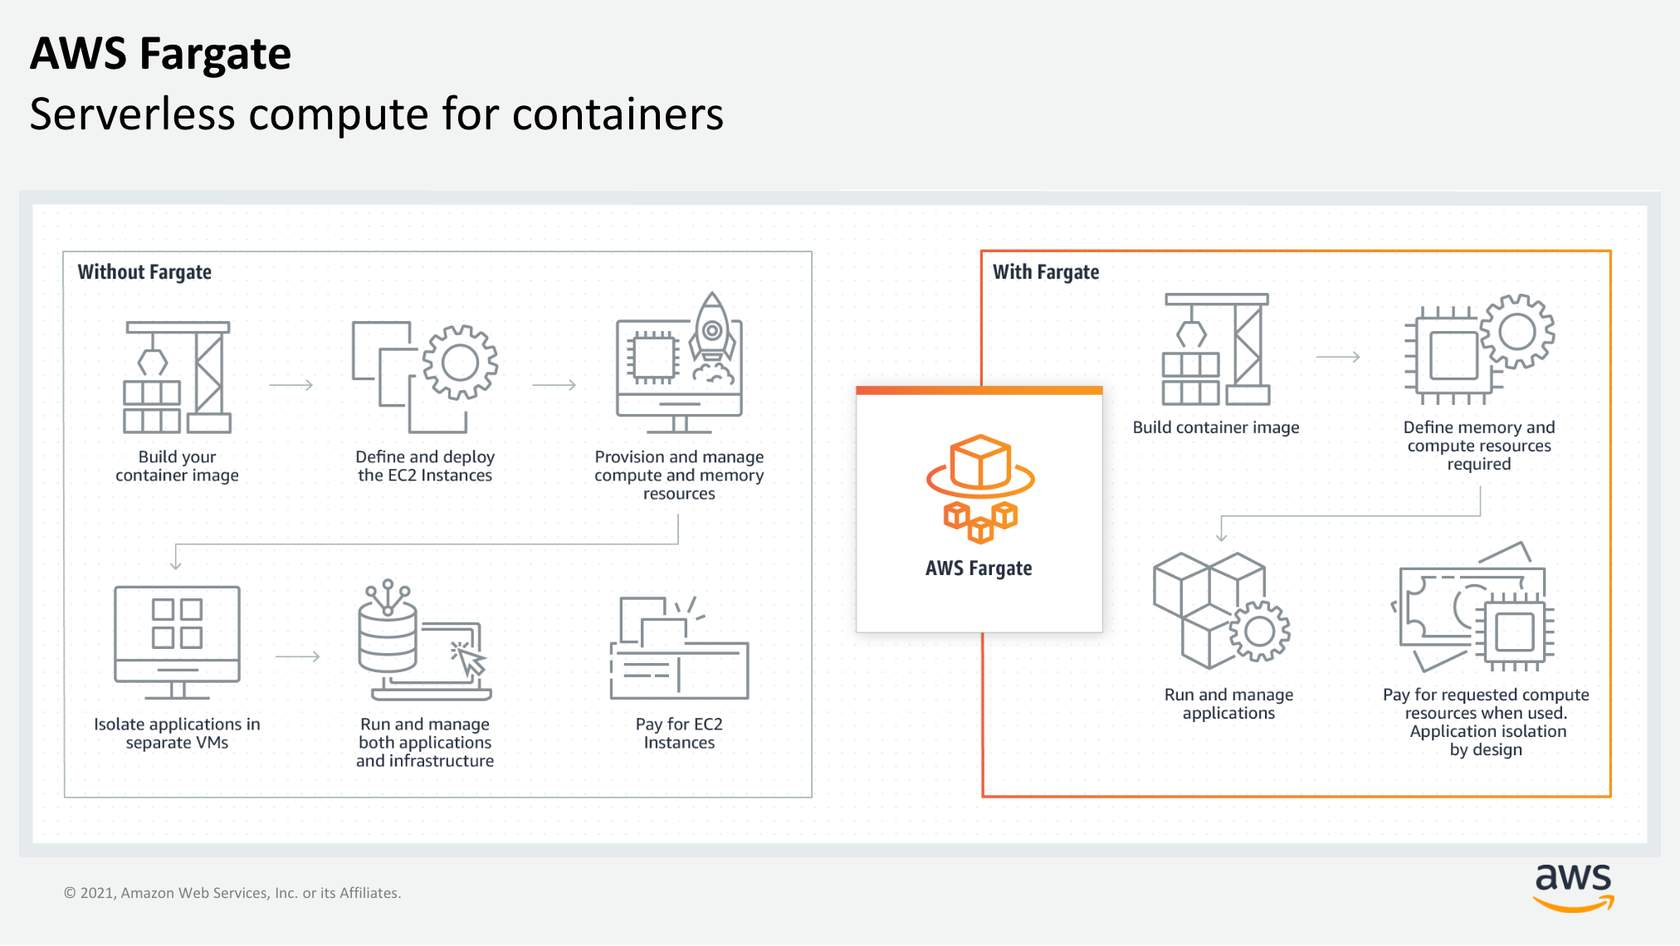 AWS Fargate
Serverless compute for containers
Without Fargate
Build your
container image
Define and deploy
the EC2 Instances
Provision and manage
compute and memory
resources
Isolate applications in
separate VMs
Run and manage
both applications
and infrastructure
Pay for EC2
Instances
AWS Fargate
With Fargate
Build container image
Define memory and
compute resources
required
Run and manage
applications
Pay for requested compute
resources when used.
Application isolation
by design
© 2021, Amazon Web Services, Inc. or its Affiliates.
aws